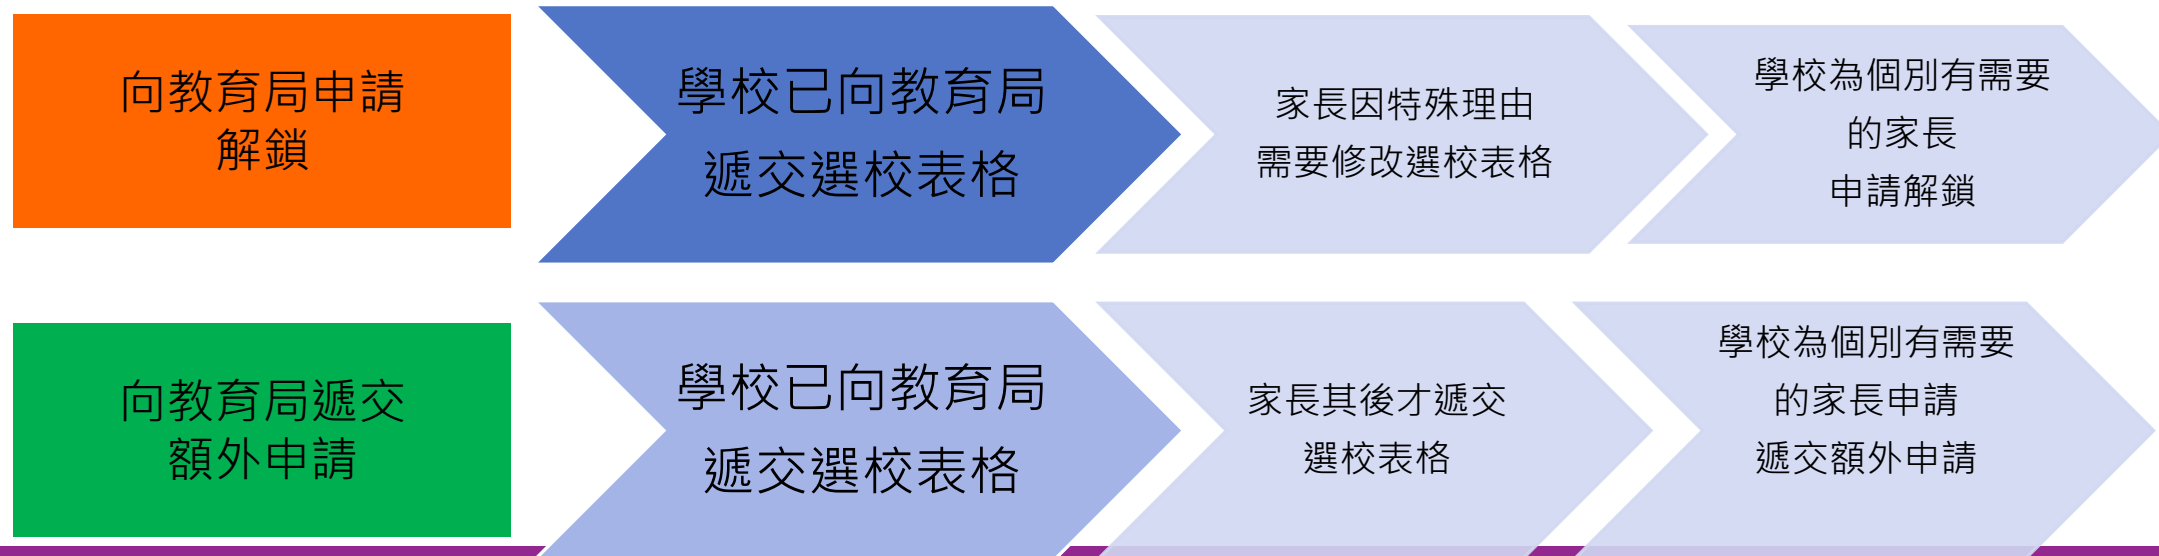 向教育局申請
解鎖
學校已向教育局
遞交選校表格
家長因特殊理由
需要修改選校表格
學校為個別有需要
的家長
申請解鎖
向教育局遞交
額外申請
學校已向教育局
遞交選校表格
家長其後才遞交
選校表格
學校為個別有需要
的家長申請
遞交額外申請